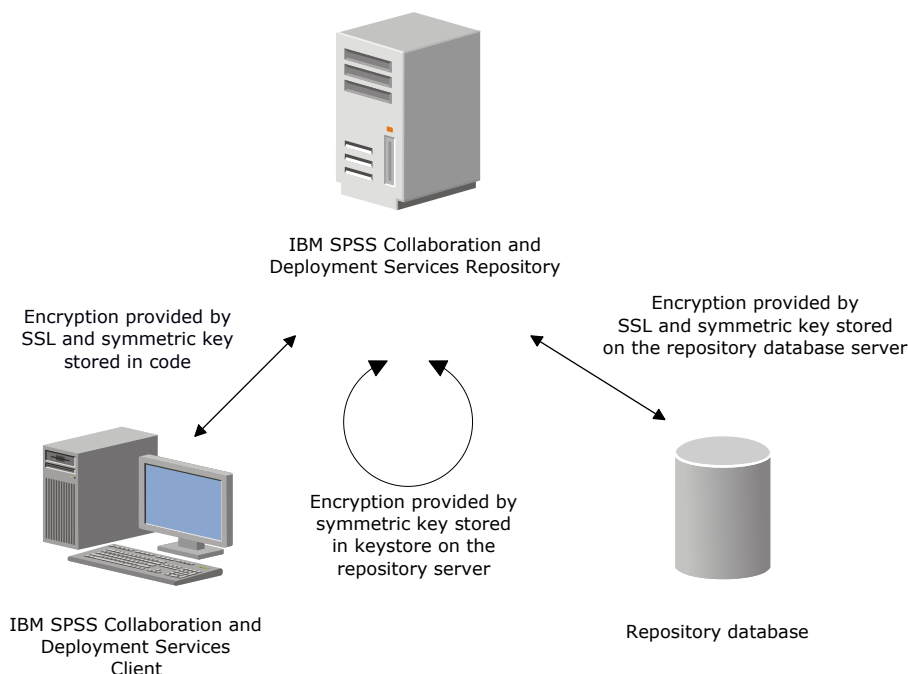 IBM SPSS Collaboration and
Deployment Services Repository
Encryption provided by
SSL and symmetric key
stored in code
Encryption provided by
SSL and symmetric key stored
on the repository database server
Encryption provided by
symmetric key stored
in keystore on the
repository server
IBM SPSS Collaboration and
Deployment Services
Client
Repository database